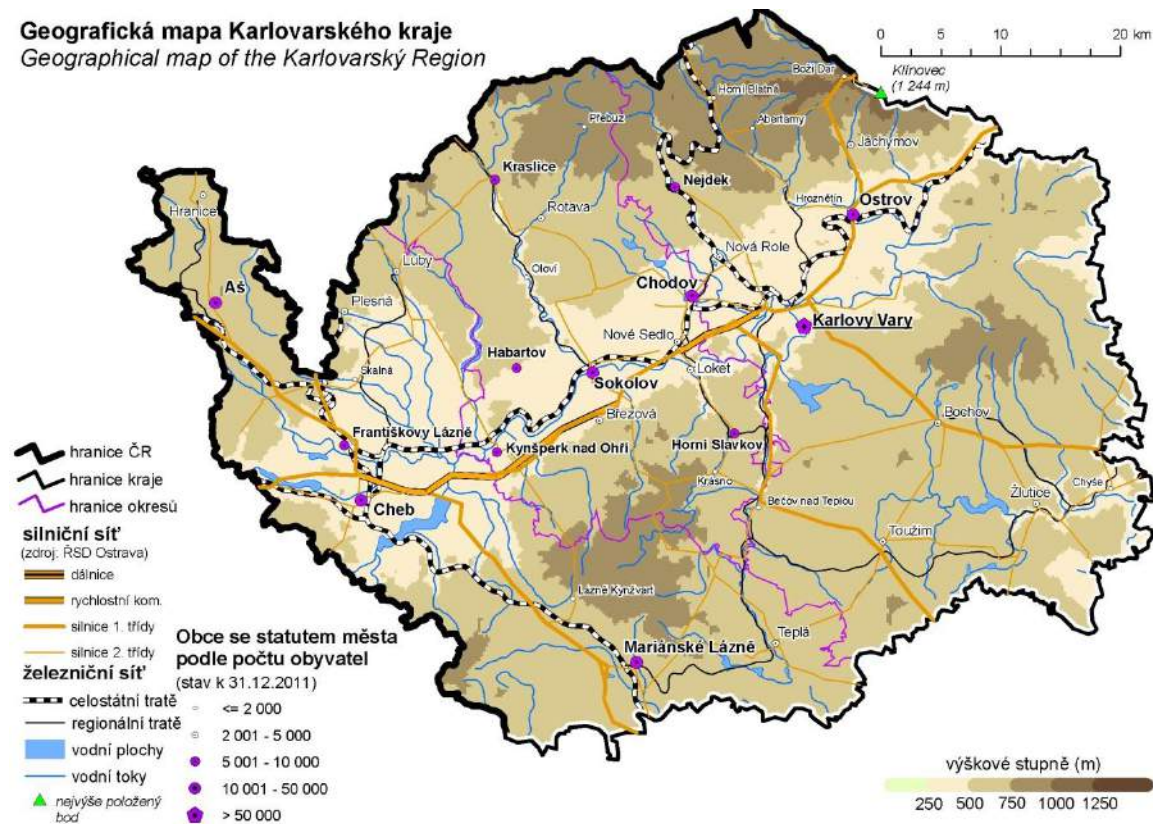 Geografická mapa Karlovarského kraje
Geographical map of the Karlovarský Region
0 5 10 20 km
Klínovec
(1 244 m)
Boží Dar
Horní Blatná
Přebuz
Abertamy
Jáchymov
Kraslice
Nejdek
Hranice
Hroznětín
Ostrov
Rotava
Nová Role
Luby
Oloví
Aš
Chodov
Plesná
Karlovy Vary
Nové Sedlo
Habartov
Skalná
Loket
Sokolov
Březová
Bochov
Františkovy Lázně
Horní Slavkov
Kynšperk nad Ohří
Krásno
Chyše
Žlutice
Bečov nad Teplou
Cheb
Toužim
Lázně Kynžvart
Teplá
Mariánské Lázně
hranice ČR
hranice kraje
hranice okresů
silniční síť
(zdroj: ŘSD Ostrava)
dálnice
rychlostní kom.
silnice 1. třídy
silnice 2. třídy
železniční síť
celostátní tratě
regionální tratě
vodní plochy
vodní toky
nejvýše položený
bod
Obce se statutem města
podle počtu obyvatel
(stav k 31.12.2011)
<= 2 000
2 001 - 5 000
5 001 - 10 000
10 001 - 50 000
> 50 000
výškové stupně (m)
250 500 750 1000 1250